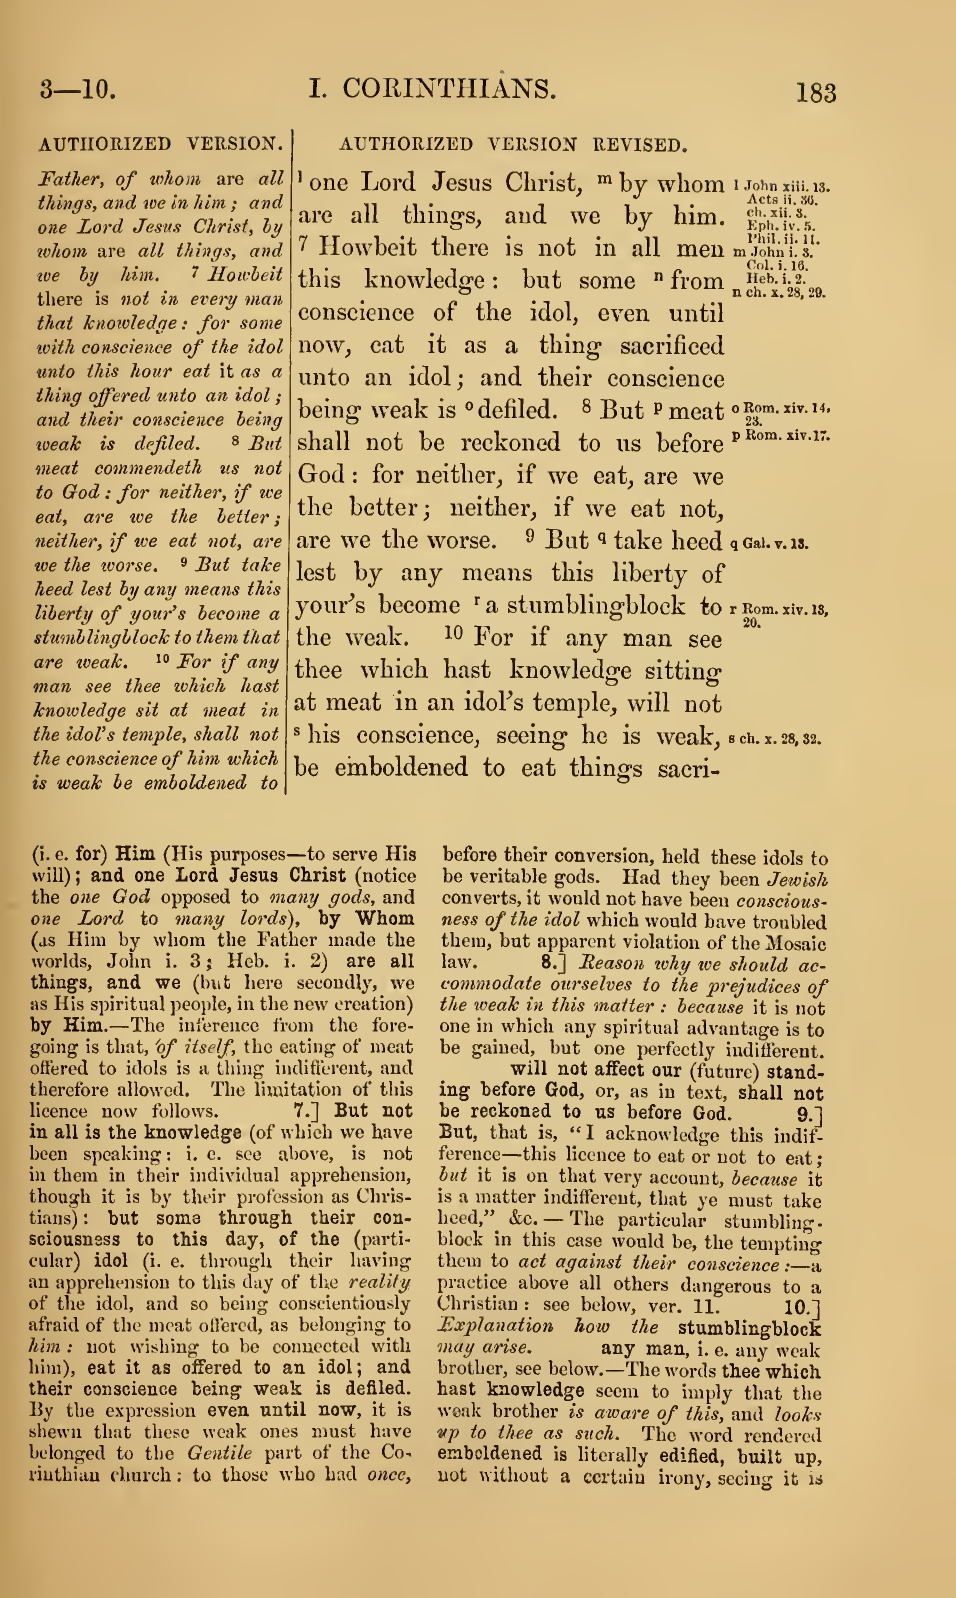 3—10.
I. CORINTHIANS.
183
AUTHORIZED VERSION.
Father, of whom are all
things, and we in him ; and
one Lord Jesus Christ, by
whom are all things, and
we by him. 7 Howbeit
there is not in every man
that knowledge : for some
with conscience of the idol
unto this hour eat it as a
thing offered unto an idol ;
and their conscience being
weak is defiled. 8 But
meat commendeth us not
to God : for neither, if we
eat, are we the better ;
neither, if we eat not, are
we the worse. 9 But take
heed lest by any means this
liberty of your's become a
stumblingblock to them that
are weak. 10 For if any
man see thee which hast
knowledge sit at meat in
the idol's temple, shall not
the conscience of him which
is weak be emboldened to
AUTHORIZED VERSION REVISED.
l one Lord Jesus Christ, m by whom
are all things, and we by him.
7 Howbeit there is not in all men
this knowledge : but some n from
conscience of the idol, even until
now, eat it as a thing sacrificed
unto an idol ; and their conscience
being weak is o defiled. 8 But p meat
shall not be reckoned to us before
God : for neither, if we eat, are we
the better ; neither, if we eat not,
are we the worse. 9 But q take heed
lest by any means this liberty of
your's become r a stumblingblock to
the weak. 10 For if any man see
thee which hast knowledge sitting
at meat in an idol's temple, will not
s his conscience, seeing he is weak,
be emboldened to eat things sacri-
l John xiii. 13.
Acts ii. 36.
ch. xii. 3.
Eph. iv. 5.
Phil. ii. 11.
m John i. 3.
Col. i. 16.
Heb. i. 2.
n ch. x. 28, 29.
o Rom. xiv. 14,
23.
p Rom. xiv. 17.
q Gal. v. 13.
r Rom. xiv. 13,
20.
s ch. x. 28, 32.
(i. e. for) Him (His purposes—to serve His
will) ; and one Lord Jesus Christ (notice
the one God opposed to many gods, and
one Lord to many lords), by Whom
(as Him by whom the Father made the
worlds, John i. 3 ; Heb. i. 2) are all
things, and we (but here secondly, we
as His spiritual people, in the new creation)
by Him.—The inference from the fore-
going is that, of itself, the eating of meat
offered to idols is a thing indifferent, and
therefore allowed. The limitation of this
licence now follows. 7.] But not
in all is the knowledge (of which we have
been speaking : i. e. see above, is not
in them in their individual apprehension,
though it is by their profession as Chris-
tians) : but some through their con-
sciousness to this day, of the (parti-
cular) idol (i. e. through their having
an apprehension to this day of the reality
of the idol, and so being conscientiously
afraid of the meat offered, as belonging to
him : not wishing to be connected with
him), eat it as offered to an idol ; and
their conscience being weak is defiled.
By the expression even until now, it is
shewn that these weak ones must have
belonged to the Gentile part of the Co-
rinthian church : to those who had once,
before their conversion, held these idols to
be veritable gods. Had they been Jewish
converts, it would not have been conscious-
ness of the idol which would have troubled
them, but apparent violation of the Mosaic
law. 8.] Reason why we should ac-
commodate ourselves to the prejudices of
the weak in this matter : because it is not
one in which any spiritual advantage is to
be gained, but one perfectly indifferent.
will not affect our (future) stand-
ing before God, or, as in text, shall not
be reckoned to us before God. 9.]
But, that is, “I acknowledge this indif-
ference—this licence to eat or not to eat ;
but it is on that very account, because it
is a matter indifferent, that ye must take
heed,” &c. — The particular stumbling-
block in this case would be, the tempting
them to act against their conscience :—a
practice above all others dangerous to a
Christian : see below, ver. 11. 10.]
Explanation how the stumblingblock
may arise. any man, i. e. any weak
brother, see below.—The words thee which
hast knowledge seem to imply that the
weak brother is aware of this, and looks
up to thee as such. The word rendered
emboldened is literally edified, built up,
not without a certain irony, seeing it is